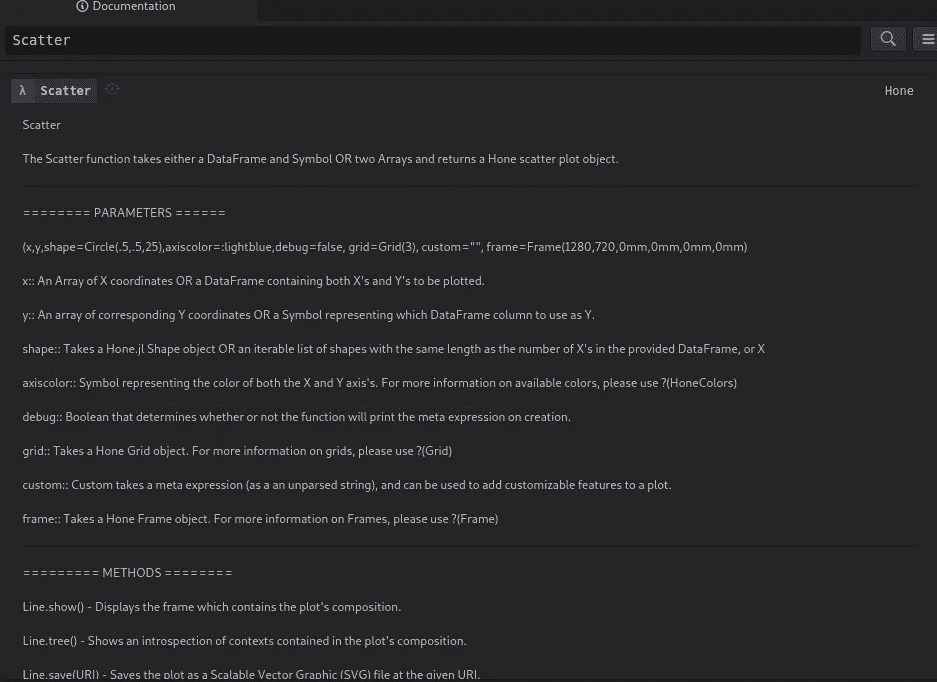 Documentation
Scatter
λ Scatter Hone
Scatter
The Scatter function takes either a DataFrame and Symbol OR two Arrays and returns a Hone scatter plot object.
======== PARAMETERS ======
(x,y,shape=Circle(.5,.5,25),axiscolor=:lightblue,debug=false, grid=Grid(3), custom="", frame=Frame(1280,720,0mm,0mm,0mm,0mm)
x:: An Array of X coordinates OR a DataFrame containing both X's and Y's to be plotted.
y:: An array of corresponding Y coordinates OR a Symbol representing which DataFrame column to use as Y.
shape:: Takes a Hone.jl Shape object OR an iterable list of shapes with the same length as the number of X's in the provided DataFrame, or X
axiscolor:: Symbol representing the color of both the X and Y axis's. For more information on available colors, please use ?(HoneColors)
debug:: Boolean that determines whether or not the function will print the meta expression on creation.
grid:: Takes a Hone Grid object. For more information on grids, please use ?(Grid)
custom:: Custom takes a meta expression (as a an unparsed string), and can be used to add customizable features to a plot.
frame:: Takes a Hone Frame object. For more information on Frames, please use ?(Frame)
========= METHODS ========
Line.show() - Displays the frame which contains the plot's composition.
Line.tree() - Shows an introspection of contexts contained in the plot's composition.
Line.save(URI) - Saves the plot as a Scalable Vector Graphic (SVG) file at the given URI.